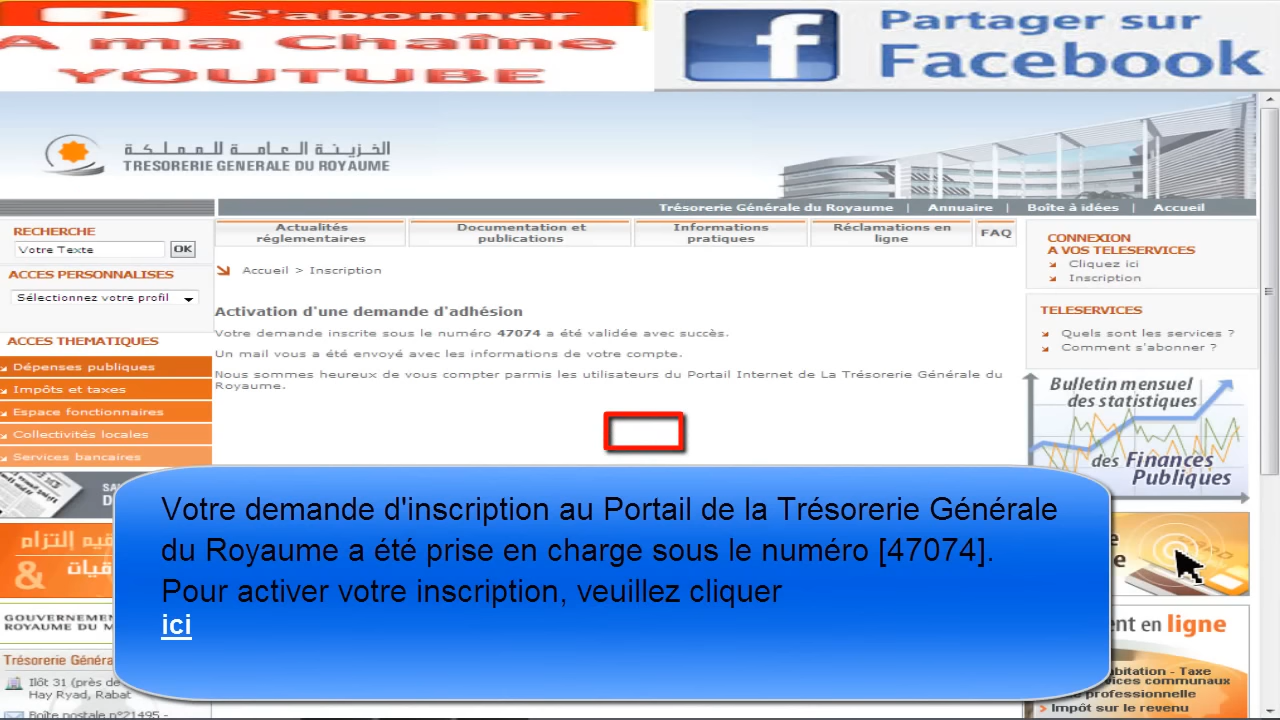 S'abonner
A ma Chaîne
YOUTUBE
Partager sur
Facebook
الخزينة العامة للمملكة
TRESORERIE GENERALE DU ROYAUME
Trésorerie Générale du Royaume | Annuaire | Boîte à idées | Accueil
RECHERCHE
Votre Texte OK
ACCES PERSONNALISES
Sélectionnez votre profil
ACCES THEMATIQUES
Dépenses publiques
Impôts et taxes
Espace fonctionnaires
Collectivités locales
Services bancaires
Actualités
réglementaires
Documentation et
publications
Informations
pratiques
Réclamations en
ligne
FAQ
Accueil > Inscription
Activation d'une demande d'adhésion
Votre demande inscrite sous le numéro 47074 a été validée avec succès.
Un mail vous a été envoyé avec les informations de votre compte.
Nous sommes heureux de vous compter parmis les utilisateurs du Portail Internet de La Trésorerie Générale du
Royaume.
CONNEXION
A VOS TELESERVICES
Cliquez ici
Inscription
TELESERVICES
Quels sont les services ?
Comment s'abonner ?
Bulletin mensuel
des statistiques
des Finances
Publiques
Votre demande d'inscription au Portail de la Trésorerie Générale
du Royaume a été prise en charge sous le numéro [47074].
Pour activer votre inscription, veuillez cliquer
ici
&
ROYAUME DU M
Trésorerie Généra
Ilôt 31 (près de
Hay Ryad, Rabat
Boîte postale n°21495 -
en ligne
bitation - Taxe
vices communaux
professionnelle
Impôt sur le revenu